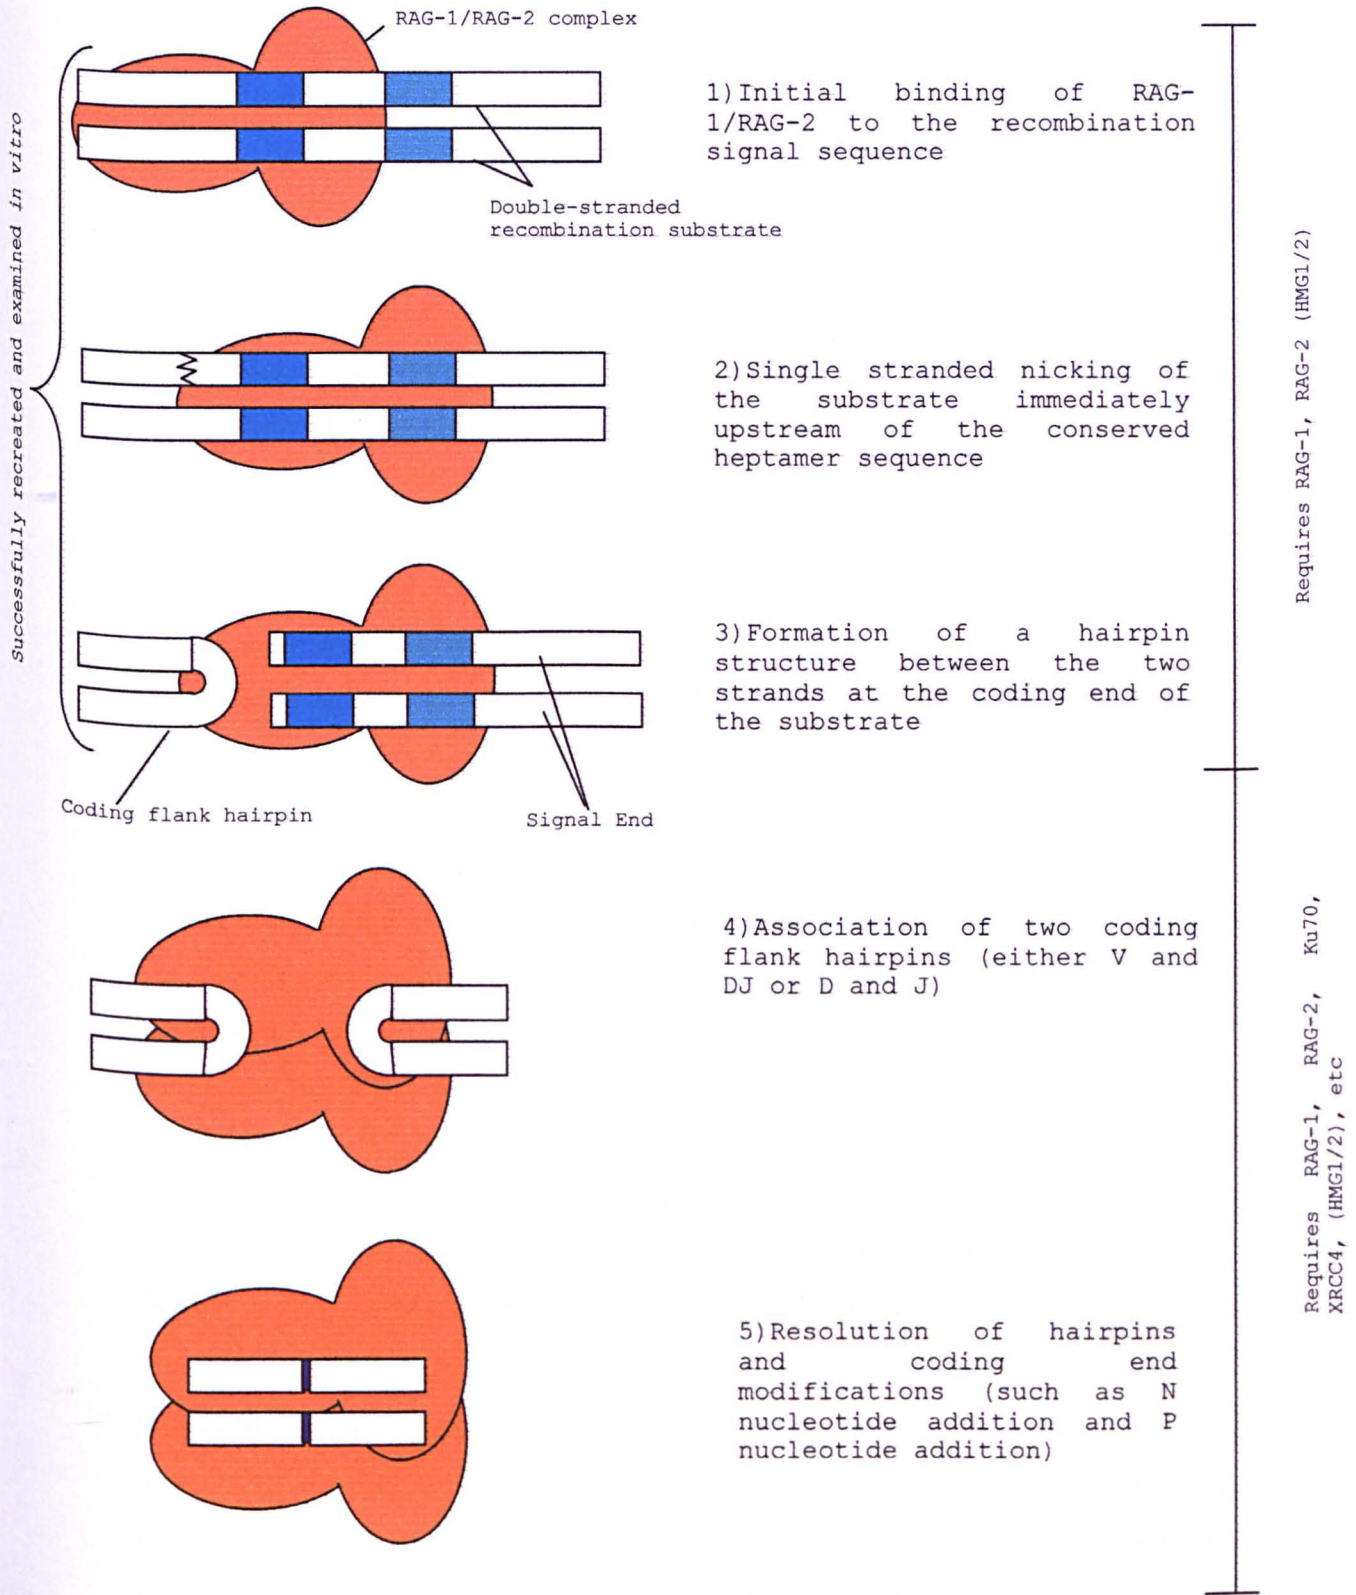 RAG-1/RAG-2 complex
1)Initial binding of RAG-
1/RAG-2 to the recombination
signal sequence
Double-stranded
recombination substrate
Successfully recreated and examined in vitro
2)Single stranded nicking of
the substrate immediately
upstream of the conserved
heptamer sequence
Requires RAG-1, RAG-2 (HMG1/2)
3)Formation of a hairpin
structure between the two
strands at the coding end of
the substrate
Coding flank hairpin
Signal End
4)Association of two coding
flank hairpins (either V and
DJ or D and J)
Requires RAG-1, RAG-2, Ku70,
XRCC4, (HMG1/2), etc
5)Resolution of hairpins
and coding end
modifications (such as N
nucleotide addition and P
nucleotide addition)